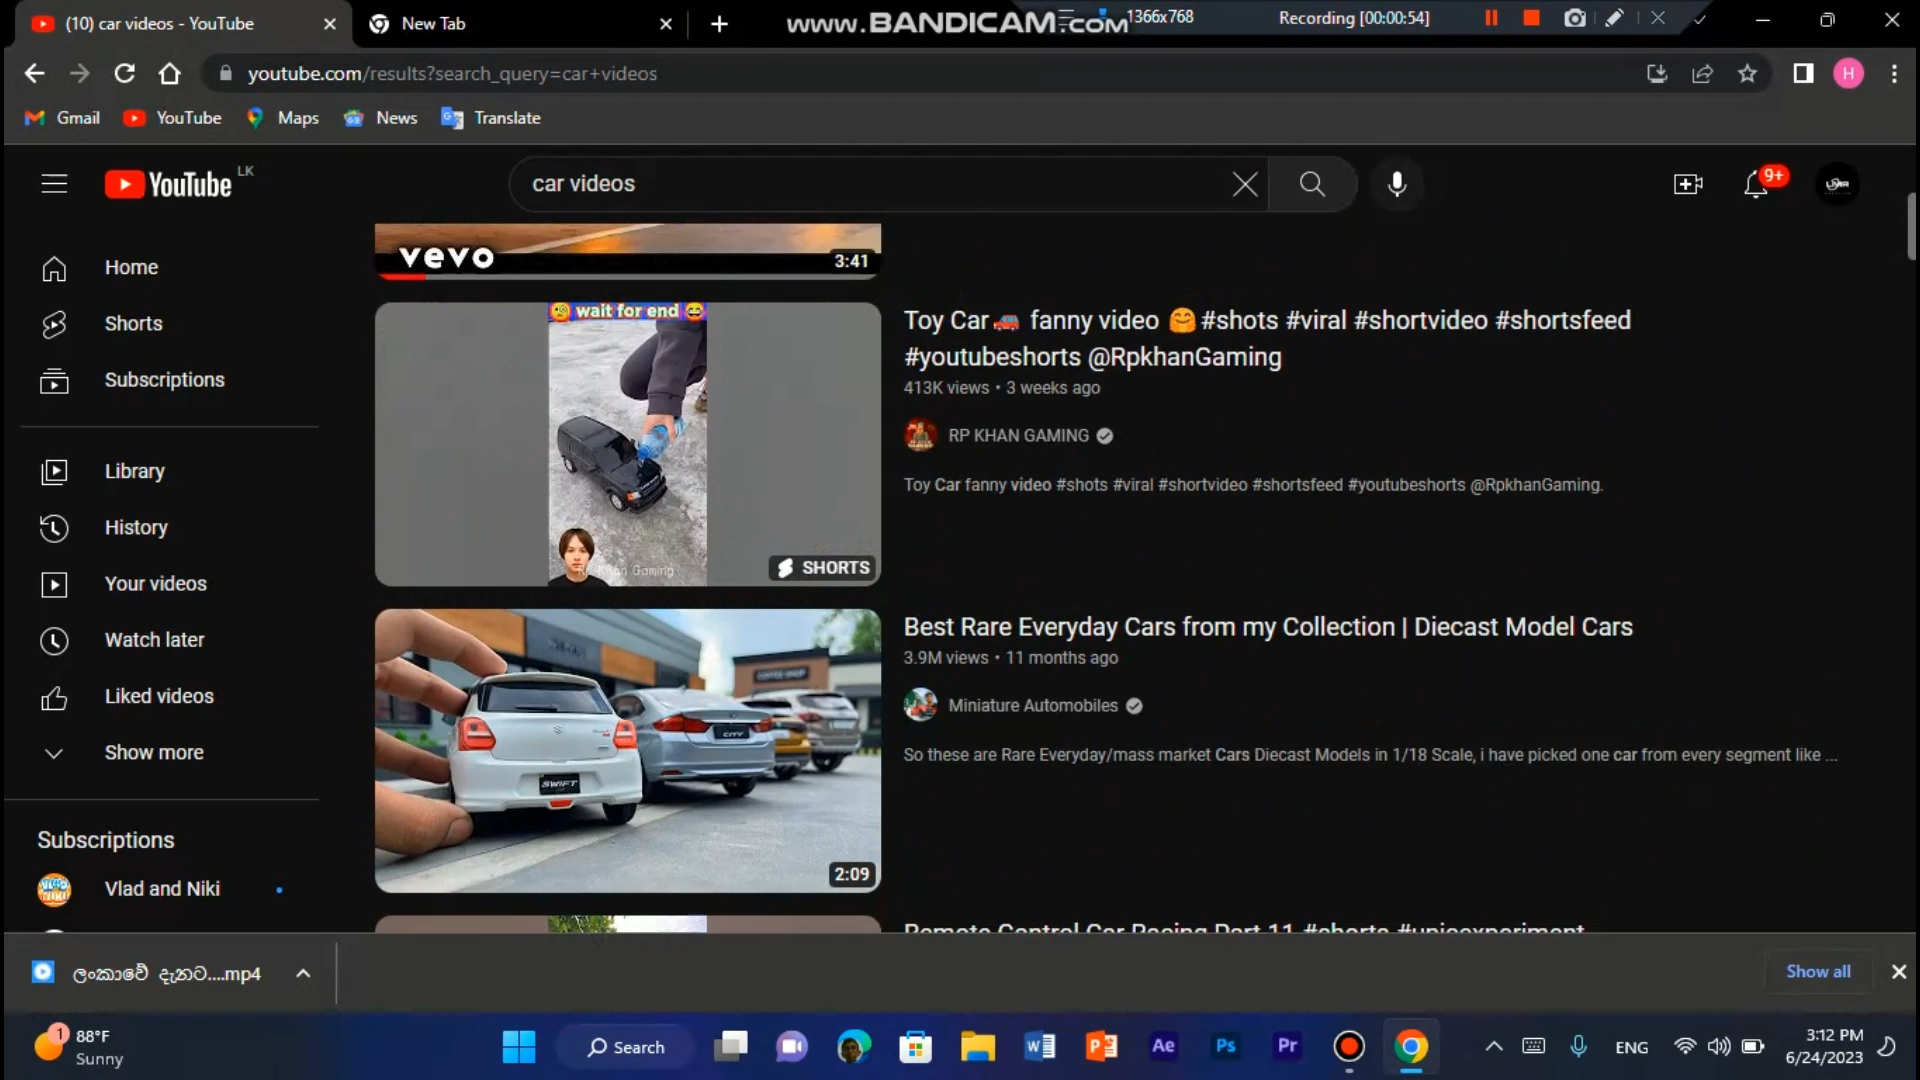 (10) car videos - YouTube
New Tab
www.BANDICAM.com
1366x768
Recording [00:00:54]
youtube.com/results?search_query=car+videos
H
Gmail
YouTube
Maps
News
Translate
YouTube LK
car videos
9+
Home
Shorts
Subscriptions
Library
History
Your videos
Watch later
Liked videos
Show more
Subscriptions
Vlad and Niki
vevo
3:41
wait for end
SHORTS
Toy Car🚗 fanny video 🤗 #shots #viral #shortvideo #shortsfeed
#youtubeshorts @RpkhanGaming
413K views • 3 weeks ago
RP KHAN GAMING
Toy Car fanny video #shots #viral #shortvideo #shortsfeed #youtubeshorts @RpkhanGaming.
CITY
SWIFT
2:09
Best Rare Everyday Cars from my Collection | Diecast Model Cars
3.9M views • 11 months ago
Miniature Automobiles
So these are Rare Everyday/mass market Cars Diecast Models in 1/18 Scale, i have picked one car from every segment like ...
Remote Control Car Racing Part 11 #shorts #unicexperiment
ලංකාවේ දැනට....mp4
Show all
1
88°F
Sunny
Search
Ae
Ps
Pr
ENG
3:12 PM
6/24/2023